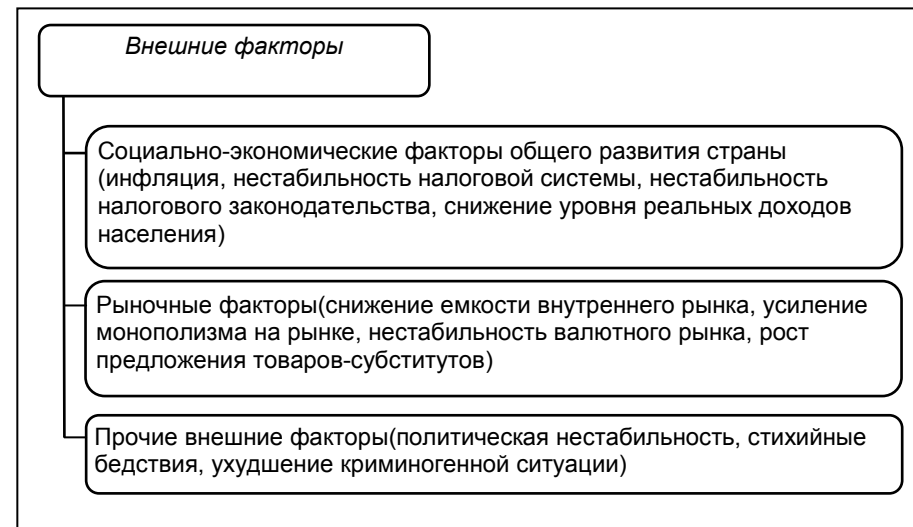 Внешние факторы
Социально-экономические факторы общего развития страны
(инфляция, нестабильность налоговой системы, нестабильность
налогового законодательства, снижение уровня реальных доходов
населения)
Рыночные факторы(снижение емкости внутреннего рынка, усиление
монополизма на рынке, нестабильность валютного рынка, рост
предложения товаров-субститутов)
Прочие внешние факторы(политическая нестабильность, стихийные
бедствия, ухудшение криминогенной ситуации)